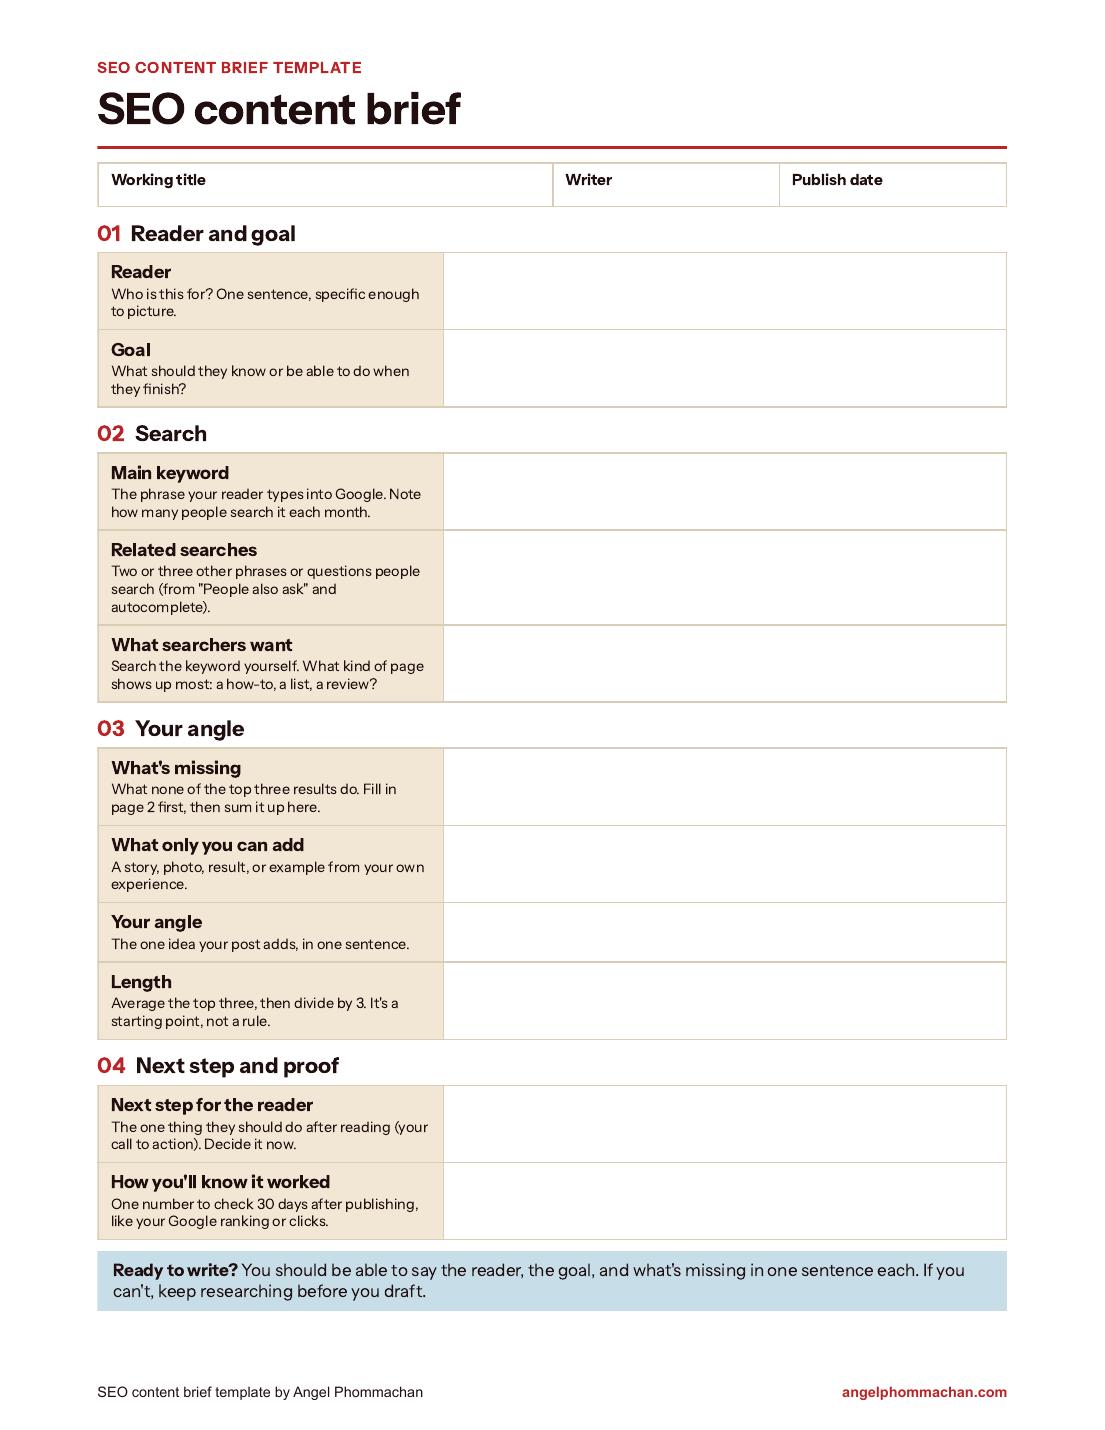 SEO CONTENT BRIEF TEMPLATE
SEO content brief
Working title
Writer
Publish date
01 Reader and goal
Reader
Who is this for? One sentence, specific enough
to picture.
Goal
What should they know or be able to do when
they finish?
02 Search
Main keyword
The phrase your reader types into Google. Note
how many people search it each month.
Related searches
Two or three other phrases or questions people
search (from "People also ask" and
autocomplete).
What searchers want
Search the keyword yourself. What kind of page
shows up most: a how-to, a list, a review?
03 Your angle
What's missing
What none of the top three results do. Fill in
page 2 first, then sum it up here.
What only you can add
A story, photo, result, or example from your own
experience.
Your angle
The one idea your post adds, in one sentence.
Length
Average the top three, then divide by 3. It's a
starting point, not a rule.
04 Next step and proof
Next step for the reader
The one thing they should do after reading (your
call to action). Decide it now.
How you'll know it worked
One number to check 30 days after publishing,
like your Google ranking or clicks.
Ready to write? You should be able to say the reader, the goal, and what's missing in one sentence each. If you
can't, keep researching before you draft.
SEO content brief template by Angel Phommachan
angelphommachan.com